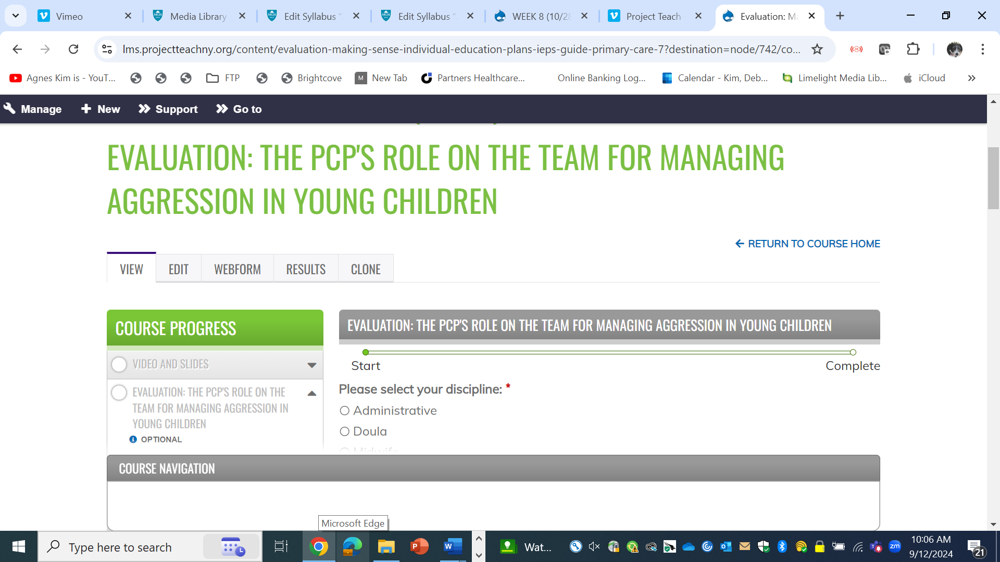 Vimeo
Media Library
Edit Syllabus "
Edit Syllabus "
WEEK 8 (10/28
Project Teach
Evaluation: Ma
lms.projectteachny.org/content/evaluation-making-sense-individual-education-plans-ieps-guide-primary-care-7?destination=node/742/co...
Agnes Kim is - YouT...
FTP
Brightcove
M
New Tab
Partners Healthcare...
Online Banking Log...
Calendar - Kim, Deb...
Limelight Media Lib...
iCloud
Manage
New
Support
Go to
EVALUATION: THE PCP'S ROLE ON THE TEAM FOR MANAGING
AGGRESSION IN YOUNG CHILDREN
RETURN TO COURSE HOME
VIEW
EDIT
WEBFORM
RESULTS
CLONE
COURSE PROGRESS
VIDEO AND SLIDES
EVALUATION: THE PCP'S ROLE ON THE
TEAM FOR MANAGING AGGRESSION IN
YOUNG CHILDREN
OPTIONAL
EVALUATION: THE PCP'S ROLE ON THE TEAM FOR MANAGING AGGRESSION IN YOUNG CHILDREN
Start
Complete
Please select your discipline: *
Administrative
Doula
Midwife
COURSE NAVIGATION
Microsoft Edge
Type here to search
Wat...
zm
10:06 AM
9/12/2024
21